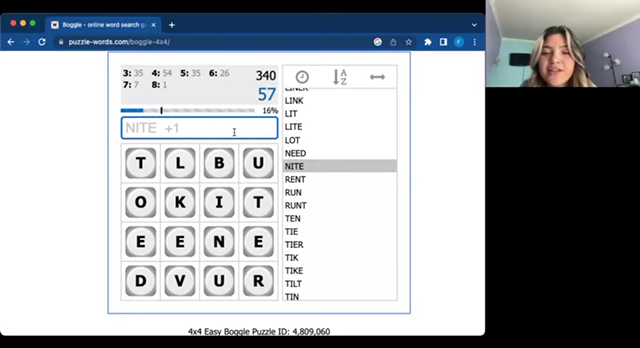 Boggle - online word search g
puzzle-words.com/boggle-4x4/
3: 35 4: 54 5: 35 6: 26
7: 7 8: 1
340
57
16%
NITE +1
T L B U
O K I T
E E N E
D V U R
A
Z
LINER
LINK
LIT
LITE
LOT
NEED
NITE
RENT
RUN
RUNT
TEN
TIE
TIER
TIK
TIKE
TILT
TIN
4x4 Easy Boggle Puzzle ID: 4,809,060